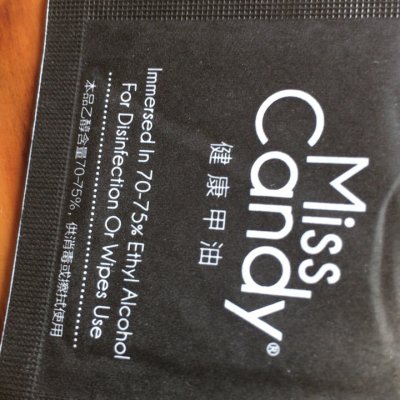 Miss
Candy®
健康甲油
Immersed In 70-75% Ethyl Alcohol
For Disinfection Or Wipes Use
本品乙醇含量70-75%，供消毒或擦拭使用